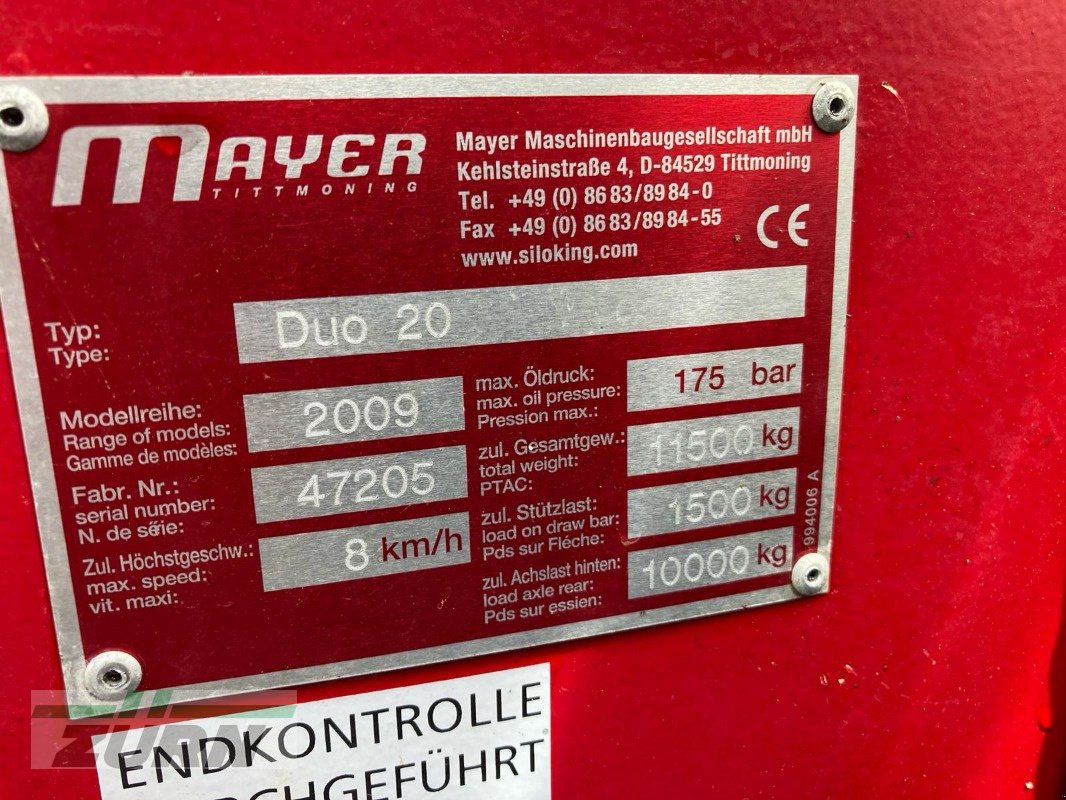 MAYER
TITTMONING
Mayer Maschinenbaugesellschaft mbH
Kehlsteinstraße 4, D-84529 Tittmoning
Tel. +49 (0) 86 83/89 84-0
Fax +49 (0) 86 83/89 84-55
www.siloking.com
CE
Typ:
Type:
Duo 20
Modellreihe:
Range of models:
Gamme de modèles:
2009
Fabr. Nr.:
serial number:
N. de série:
47205
Zul. Höchstgeschw.:
max. speed:
vit. maxi:
8 km/h
max. Öldruck:
max. oil pressure:
Pression max.:
175 bar
zul. Gesamtgew.:
total weight:
PTAC:
11500 kg
zul. Stützlast:
load on draw bar:
Pds sur Fléche:
1500 kg
zul. Achslast hinten:
load axle rear:
Pds sur essien:
10000 kg
994006 A
ENDKONTROLLE
RCHGEFÜHRT
ZÜRN